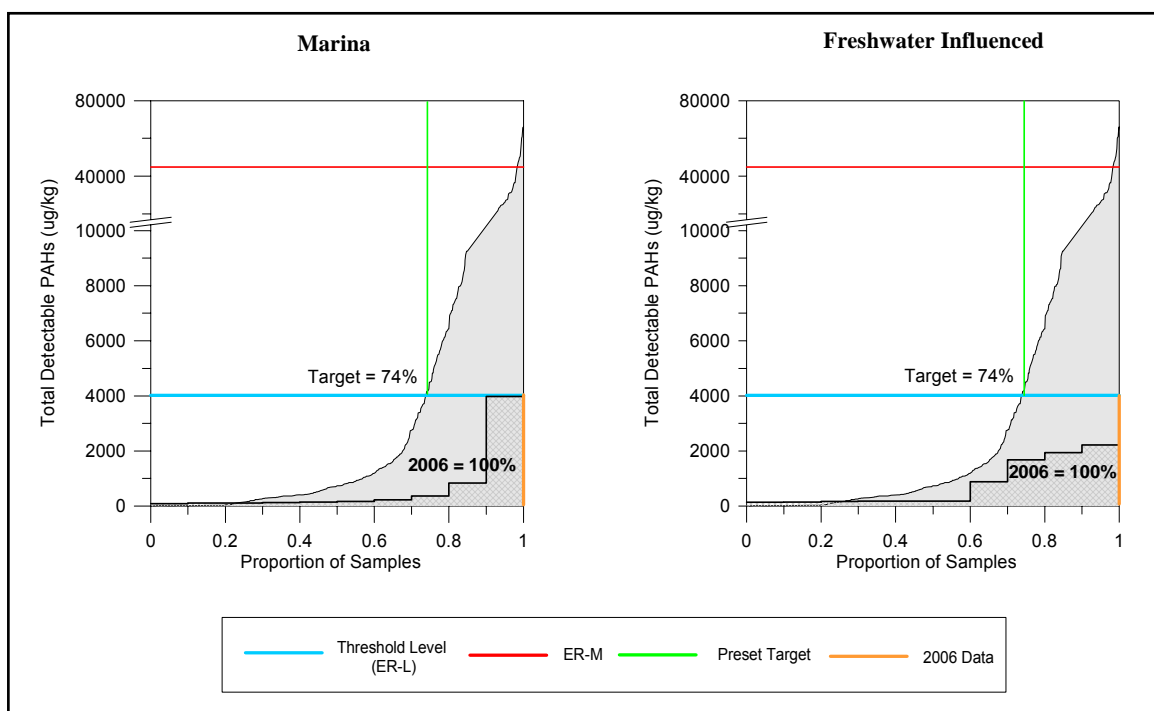 Marina
Freshwater Influenced
80000
40000
10000
8000
6000
4000
2000
0
Total Detectable PAHs (ug/kg)
Target = 74%
2006 = 100%
0 0.2 0.4 0.6 0.8 1
Proportion of Samples
80000
40000
10000
8000
6000
4000
2000
0
Total Detectable PAHs (ug/kg)
Target = 74%
2006 = 100%
0 0.2 0.4 0.6 0.8 1
Proportion of Samples
Threshold Level
(ER-L)
ER-M
Preset Target
2006 Data